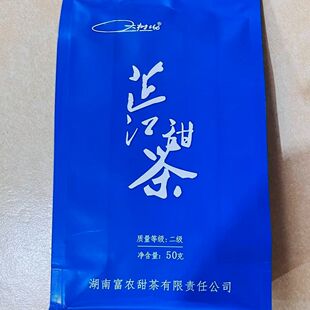 芷江
甜
茶
质量等级:二级
净含量:50克
湖南富农甜茶有限责任公司